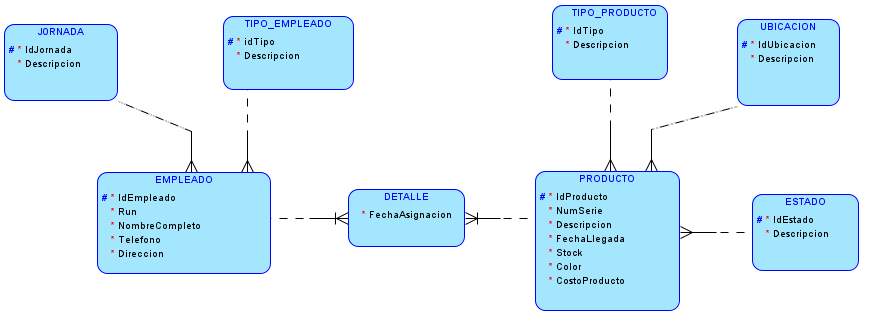 JORNADA
# * IdJornada
* Descripcion
TIPO_EMPLEADO
# * idTipo
* Descripcion
TIPO_PRODUCTO
# * IdTipo
* Descripcion
UBICACION
# * IdUbicacion
* Descripcion
EMPLEADO
# * IdEmpleado
* Run
* NombreCompleto
* Telefono
* Direccion
DETALLE
* FechaAsignacion
PRODUCTO
# * IdProducto
* NumSerie
* Descripcion
* FechaLlegada
* Stock
* Color
* CostoProducto
ESTADO
# * IdEstado
* Descripcion